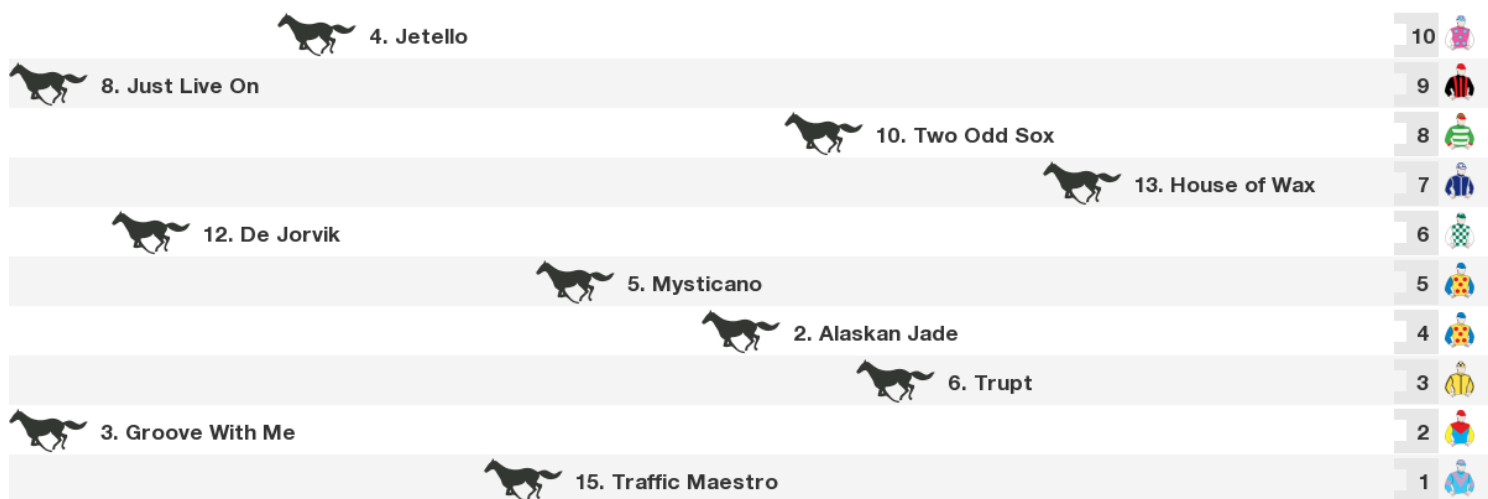 4. Jetello 10
8. Just Live On 9
10. Two Odd Sox 8
13. House of Wax 7
12. De Jorvik 6
5. Mysticano 5
2. Alaskan Jade 4
6. Trupt 3
3. Groove With Me 2
15. Traffic Maestro 1